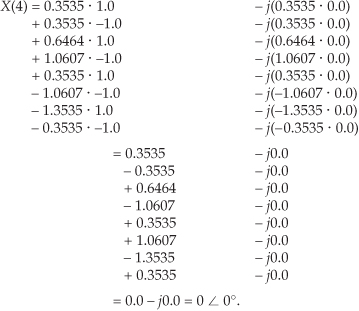 X(4) = 0.3535 · 1.0 – j(0.3535 · 0.0)
+ 0.3535 · –1.0 – j(0.3535 · 0.0)
+ 0.6464 · 1.0 – j(0.6464 · 0.0)
+ 1.0607 · –1.0 – j(1.0607 · 0.0)
+ 0.3535 · 1.0 – j(0.3535 · 0.0)
– 1.0607 · –1.0 – j(–1.0607 · 0.0)
– 1.3535 · 1.0 – j(–1.3535 · 0.0)
– 0.3535 · –1.0 – j(–0.3535 · 0.0)
= 0.3535 – j0.0
– 0.3535 – j0.0
+ 0.6464 – j0.0
– 1.0607 – j0.0
+ 0.3535 – j0.0
+ 1.0607 – j0.0
– 1.3535 – j0.0
+ 0.3535 – j0.0
= 0.0 – j0.0 = 0 ∠ 0°.